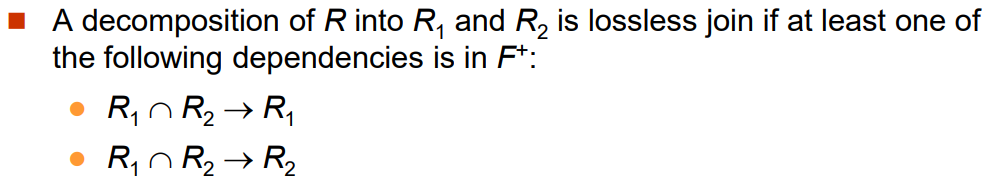 ■ A decomposition of R into R₁ and R₂ is lossless join if at least one of
the following dependencies is in F⁺:
● R₁ ∩ R₂ → R₁
● R₁ ∩ R₂ → R₂